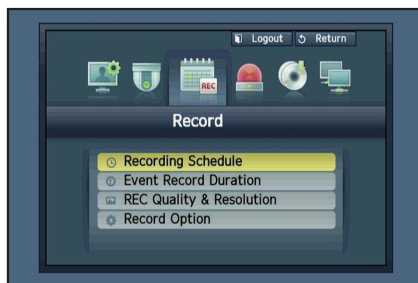 Logout Return
REC
Record
Recording Schedule
Event Record Duration
REC Quality & Resolution
Record Option